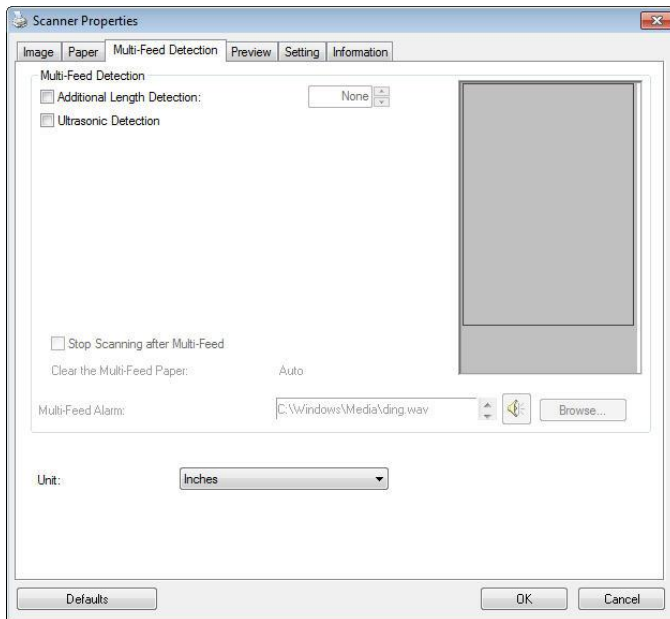 Scanner Properties
Image Paper Multi-Feed Detection Preview Setting Information
Multi-Feed Detection
Additional Length Detection: None
Ultrasonic Detection
Stop Scanning after Multi-Feed
Clear the Multi-Feed Paper: Auto
Multi-Feed Alarm: C:\Windows\Media\ding.wav Browse...
Unit: Inches
Defaults OK Cancel